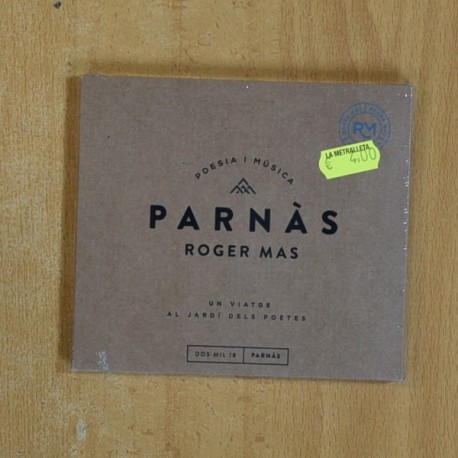 RM
LA METRALLETA
€ 4,00
POESIA I MÚSICA
PARNÀS
ROGER MAS
UN VIATGE
AL JARDÍ DELS POETES
DOS MIL 18 PARNÀS